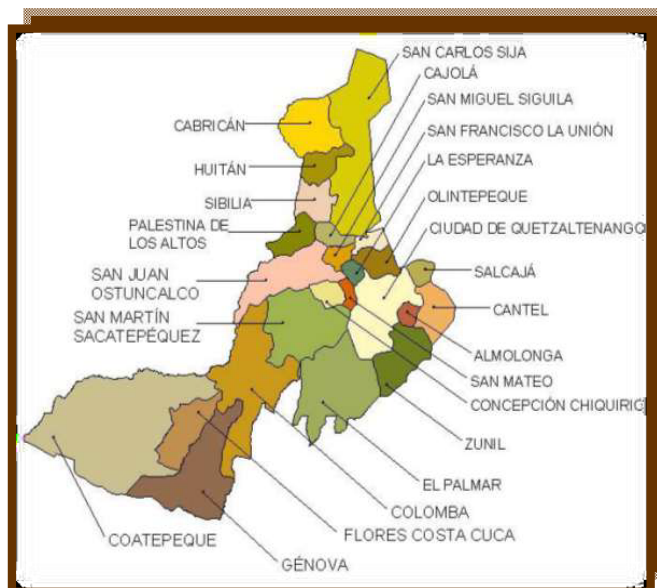 SAN CARLOS SIJA
CAJOLÁ
SAN MIGUEL SIGUILA
CABRICÁN
SAN FRANCISCO LA UNIÓN
HUITÁN
LA ESPERANZA
SIBILIA
OLINTEPEQUE
PALESTINA DE
LOS ALTOS
CIUDAD DE QUETZALTENANGO
SAN JUAN
OSTUNCALCO
SALCAJÁ
SAN MARTÍN
SACATEPÉQUEZ
CANTEL
ALMOLONGA
SAN MATEO
CONCEPCIÓN CHIQUIRIC
ZUNIL
EL PALMAR
COLOMBA
FLORES COSTA CUCA
COATEPEQUE
GÉNOVA